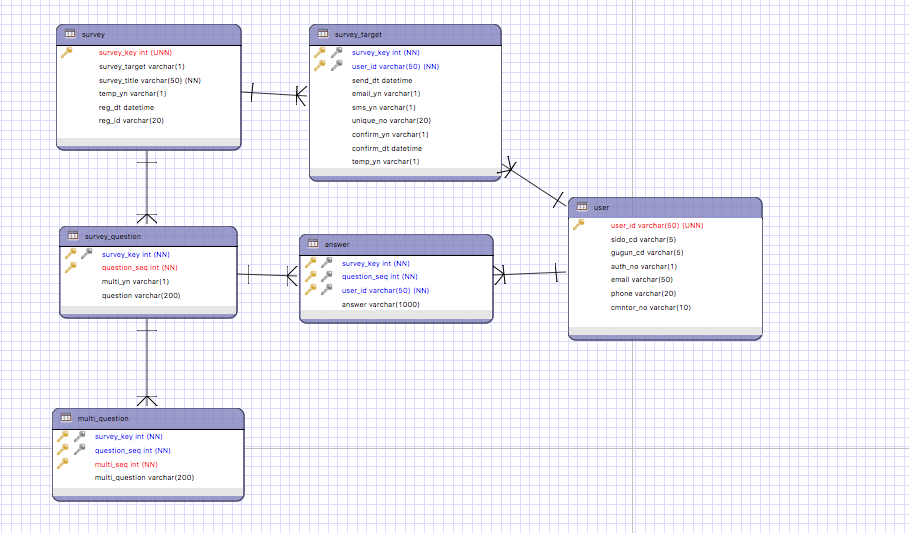 survey
survey_key int (UNN)
survey_target varchar(1)
survey_title varchar(50) (NN)
temp_yn varchar(1)
reg_dt datetime
reg_id varchar(20)
survey_target
survey_key int (NN)
user_id varchar(50) (NN)
send_dt datetime
email_yn varchar(1)
sms_yn varchar(1)
unique_no varchar(20)
confirm_yn varchar(1)
confirm_dt datetime
temp_yn varchar(1)
user
user_id varchar(50) (UNN)
sido_cd varchar(5)
gugun_cd varchar(5)
auth_no varchar(1)
email varchar(50)
phone varchar(20)
cmntor_no varchar(10)
survey_question
survey_key int (NN)
question_seq int (NN)
multi_yn varchar(1)
question varchar(200)
answer
survey_key int (NN)
question_seq int (NN)
user_id varchar(50) (NN)
answer varchar(1000)
multi_question
survey_key int (NN)
question_seq int (NN)
multi_seq int (NN)
multi_question varchar(200)